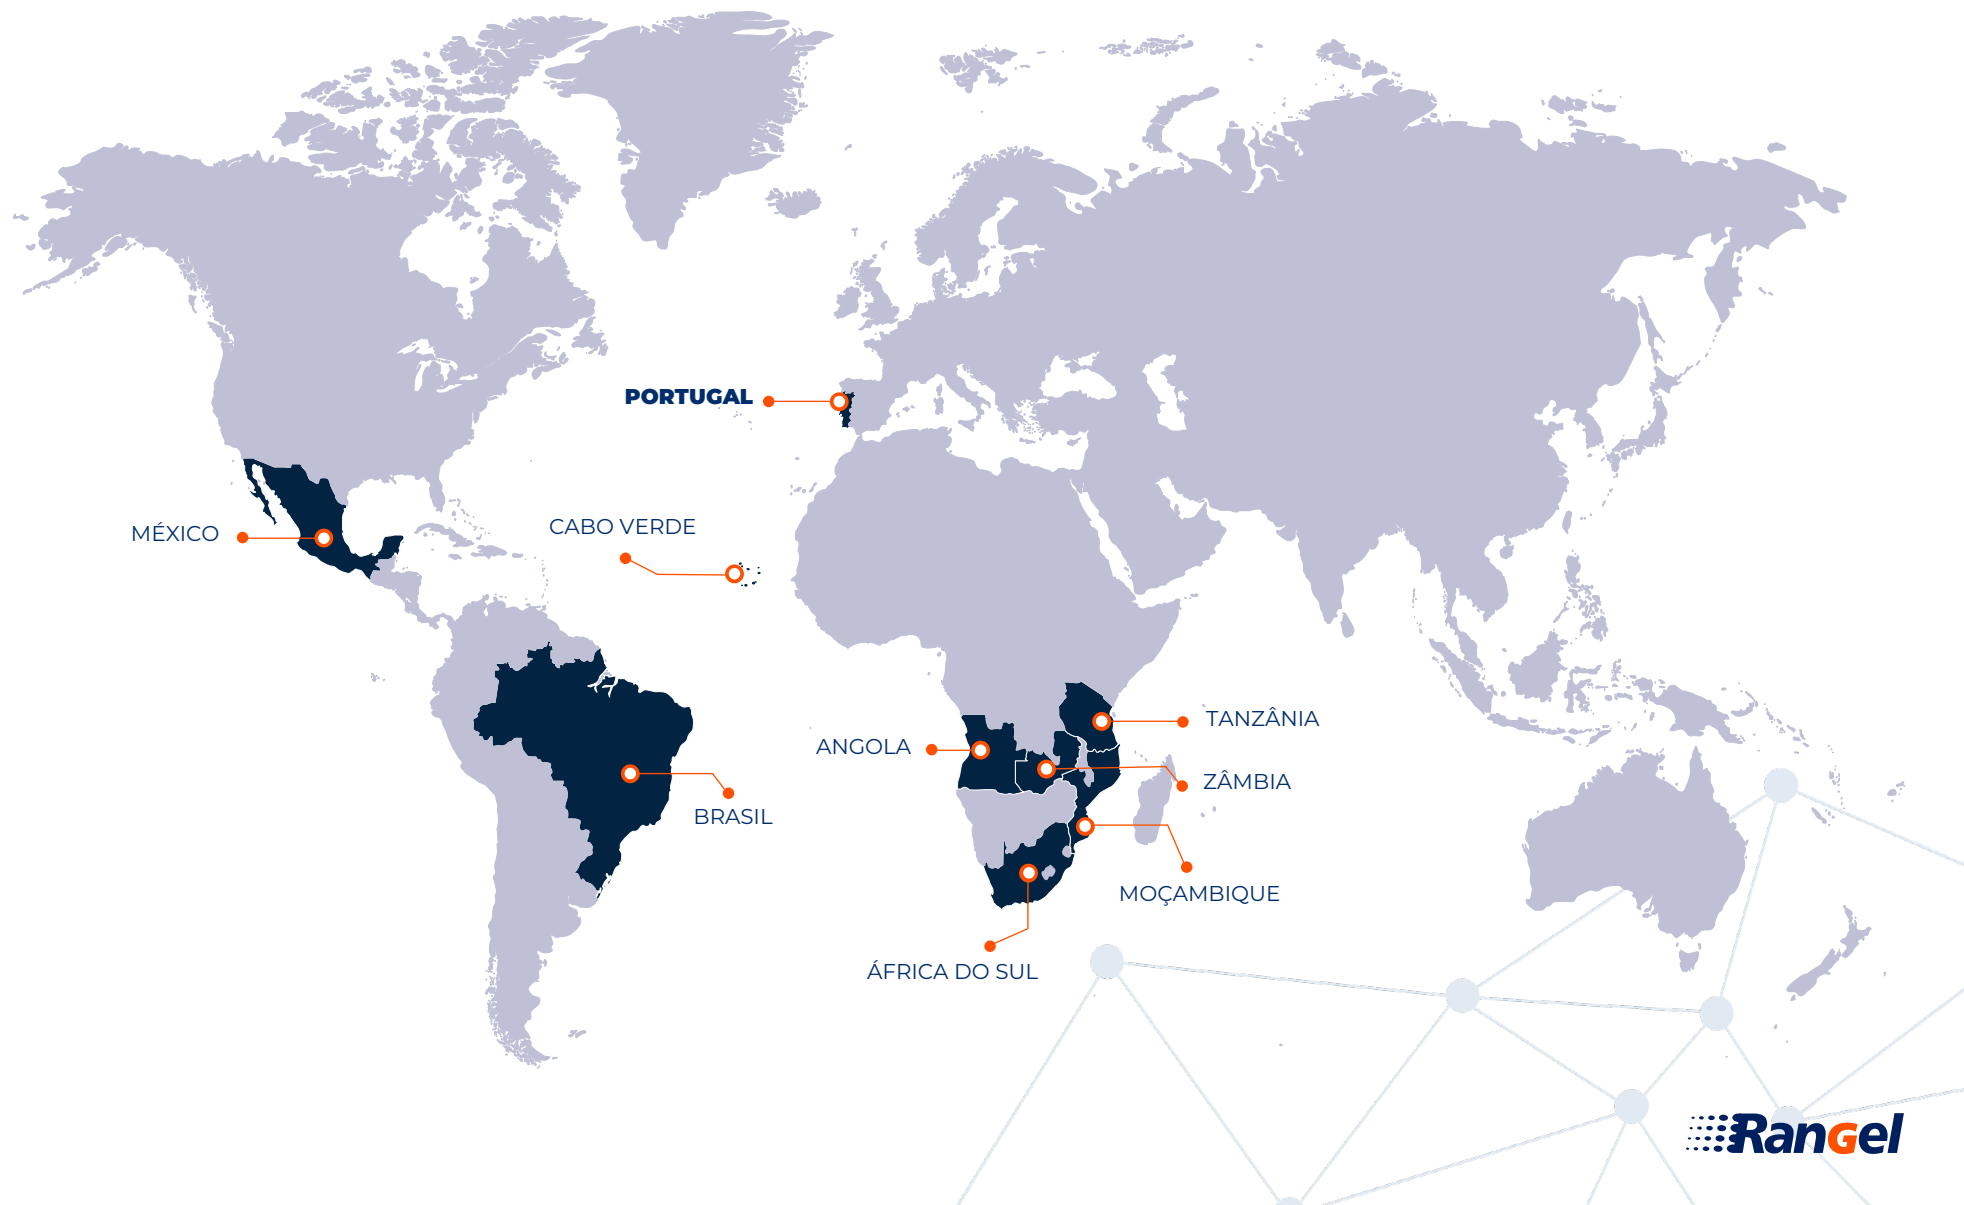 PORTUGAL
MÉXICO
CABO VERDE
TANZÂNIA
ANGOLA
ZÂMBIA
BRASIL
MOÇAMBIQUE
ÁFRICA DO SUL
Rangel